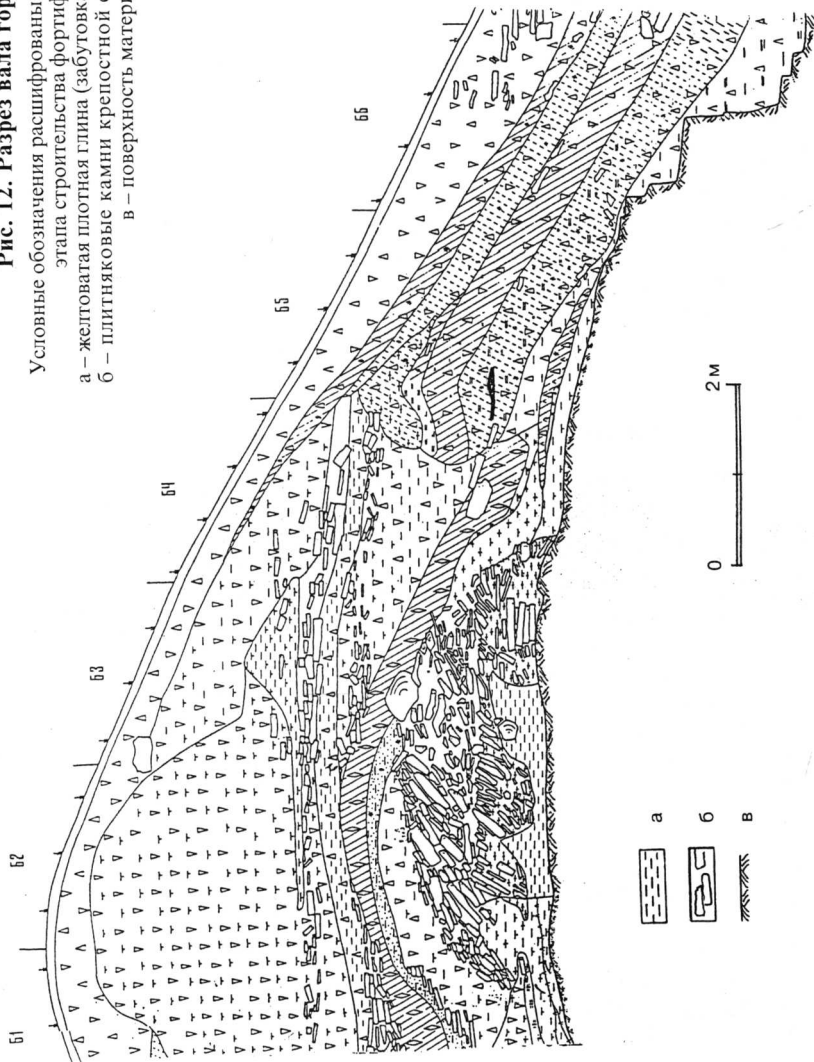 Рис. 12. Разрез вала гор
Условные обозначения расшифрованы
этапа строительства фортиф
а – желтоватая плотная глина (забутовк
б – плитняковые камни крепостной с
в – поверхность матери
Б1
Б2
Б3
Б4
Б5
Б6
0
2 м
а
б
в